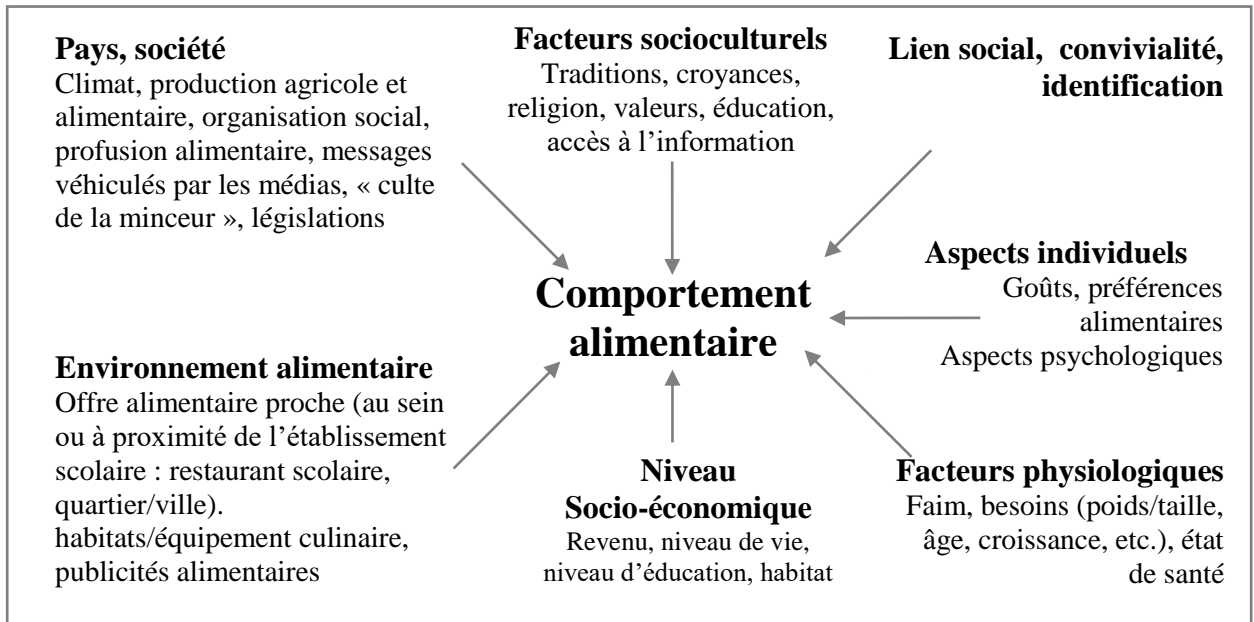 Pays, société
Climat, production agricole et
alimentaire, organisation social,
profusion alimentaire, messages
véhiculés par les médias, « culte
de la minceur », législations
Facteurs socioculturels
Traditions, croyances,
religion, valeurs, éducation,
accès à l’information
Lien social, convivialité,
identification
Comportement
alimentaire
Aspects individuels
Goûts, préférences
alimentaires
Aspects psychologiques
Environnement alimentaire
Offre alimentaire proche (au sein
ou à proximité de l’établissement
scolaire : restaurant scolaire,
quartier/ville).
habitats/équipement culinaire,
publicités alimentaires
Niveau
Socio-économique
Revenu, niveau de vie,
niveau d’éducation, habitat
Facteurs physiologiques
Faim, besoins (poids/taille,
âge, croissance, etc.), état
de santé